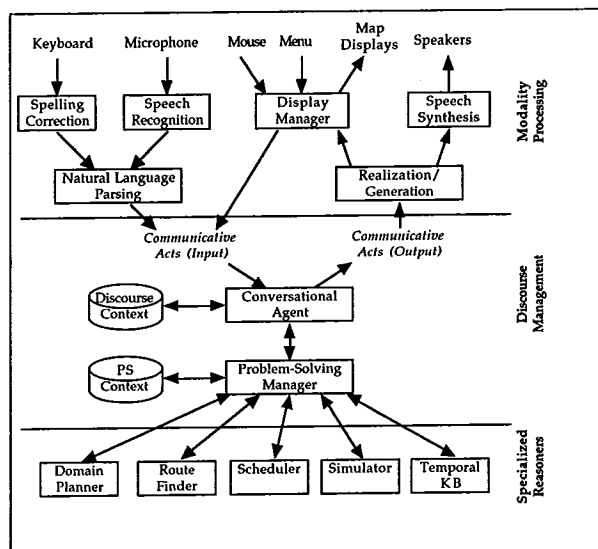 Keyboard
Microphone
Mouse
Menu
Map
Displays
Speakers
Spelling
Correction
Speech
Recognition
Display
Manager
Speech
Synthesis
Natural Language
Parsing
Realization/
Generation
Modality
Processing
Communicative
Acts (Input)
Communicative
Acts (Output)
Discourse
Context
Conversational
Agent
Discourse
Management
PS
Context
Problem-Solving
Manager
Domain
Planner
Route
Finder
Scheduler
Simulator
Temporal
KB
Specialized
Reasoners